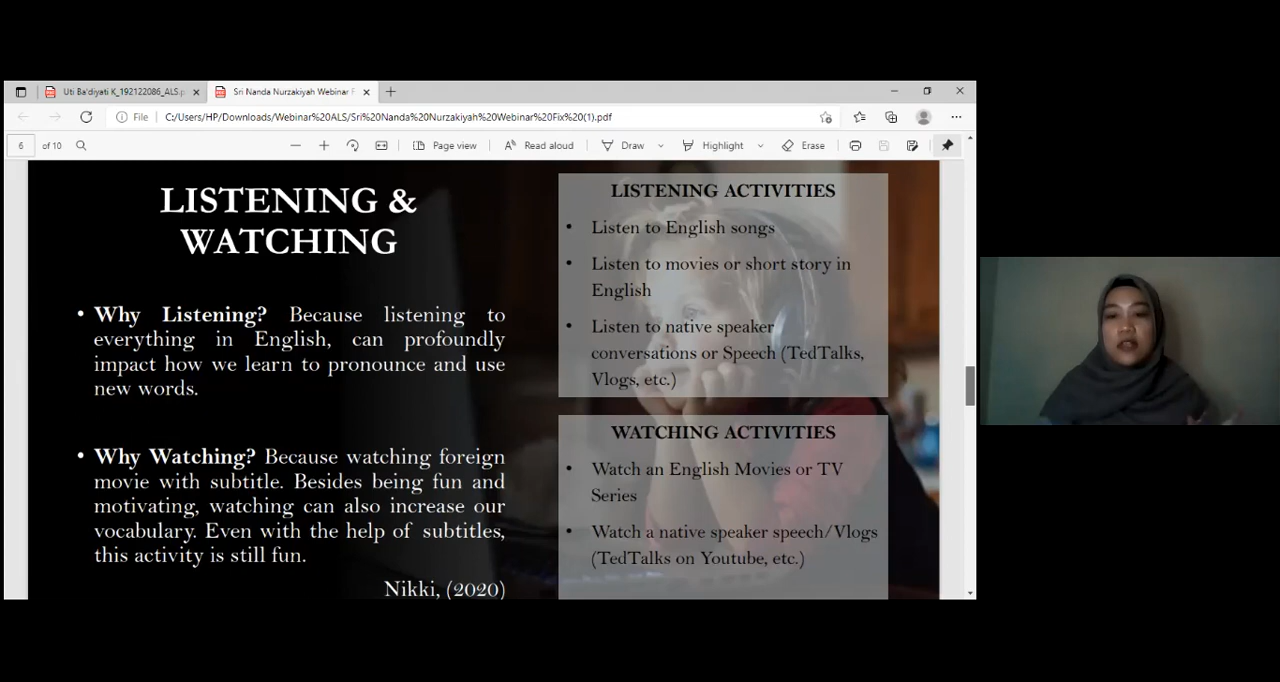 Uti Ba'diyati K_192122086_ALS.p
Sri Nanda Nurzakiyah Webinar F
File
C:/Users/HP/Downloads/Webinar%20ALS/Sri%20Nanda%20Nurzakiyah%20Webinar%20Fix%20(1).pdf
6 of 10 Page view Read aloud Draw Highlight Erase
LISTENING &
WATCHING
• Why Listening? Because listening to
everything in English, can profoundly
impact how we learn to pronounce and use
new words.
• Why Watching? Because watching foreign
movie with subtitle. Besides being fun and
motivating, watching can also increase our
vocabulary. Even with the help of subtitles,
this activity is still fun.
Nikki, (2020)
LISTENING ACTIVITIES
• Listen to English songs
• Listen to movies or short story in
English
• Listen to native speaker
conversations or Speech (TedTalks,
Vlogs, etc.)
WATCHING ACTIVITIES
• Watch an English Movies or TV
Series
• Watch a native speaker speech/Vlogs
(TedTalks on Youtube, etc.)